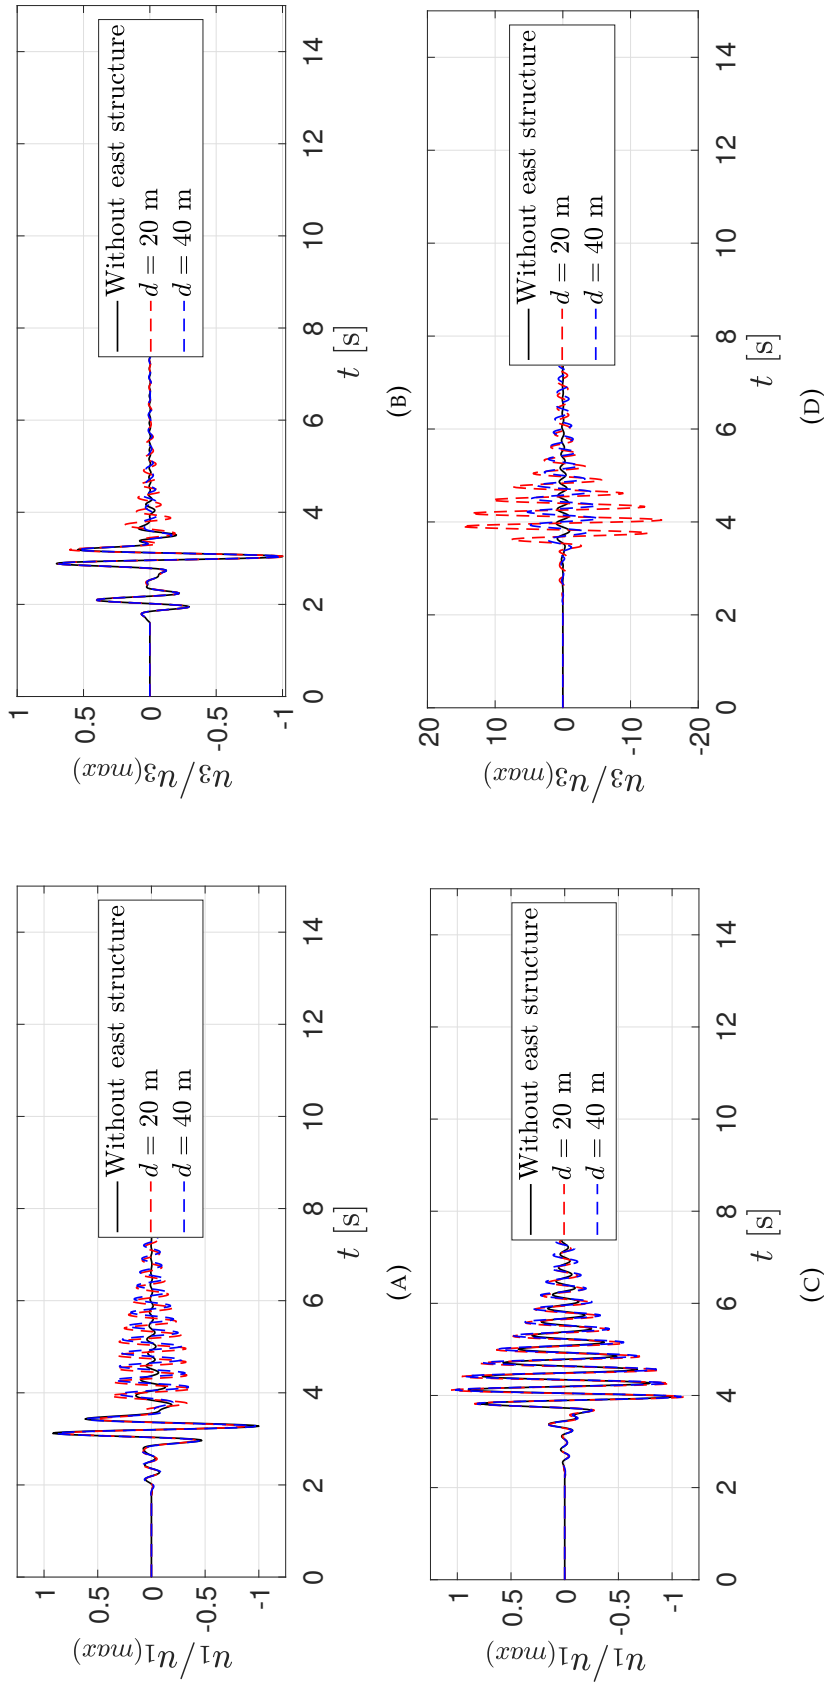 1
0.5
0
-0.5
-1
u1/u1(max)
0 2 4 6 8 10 12 14
t [s]
Without east structure
d = 20 m
d = 40 m
(A)
1
0.5
0
-0.5
-1
u3/u3(max)
0 2 4 6 8 10 12 14
t [s]
Without east structure
d = 20 m
d = 40 m
(B)
1
0.5
0
-0.5
-1
u1/u1(max)
0 2 4 6 8 10 12 14
t [s]
Without east structure
d = 20 m
d = 40 m
(C)
20
10
0
-10
-20
u3/u3(max)
0 2 4 6 8 10 12 14
t [s]
Without east structure
d = 20 m
d = 40 m
(D)